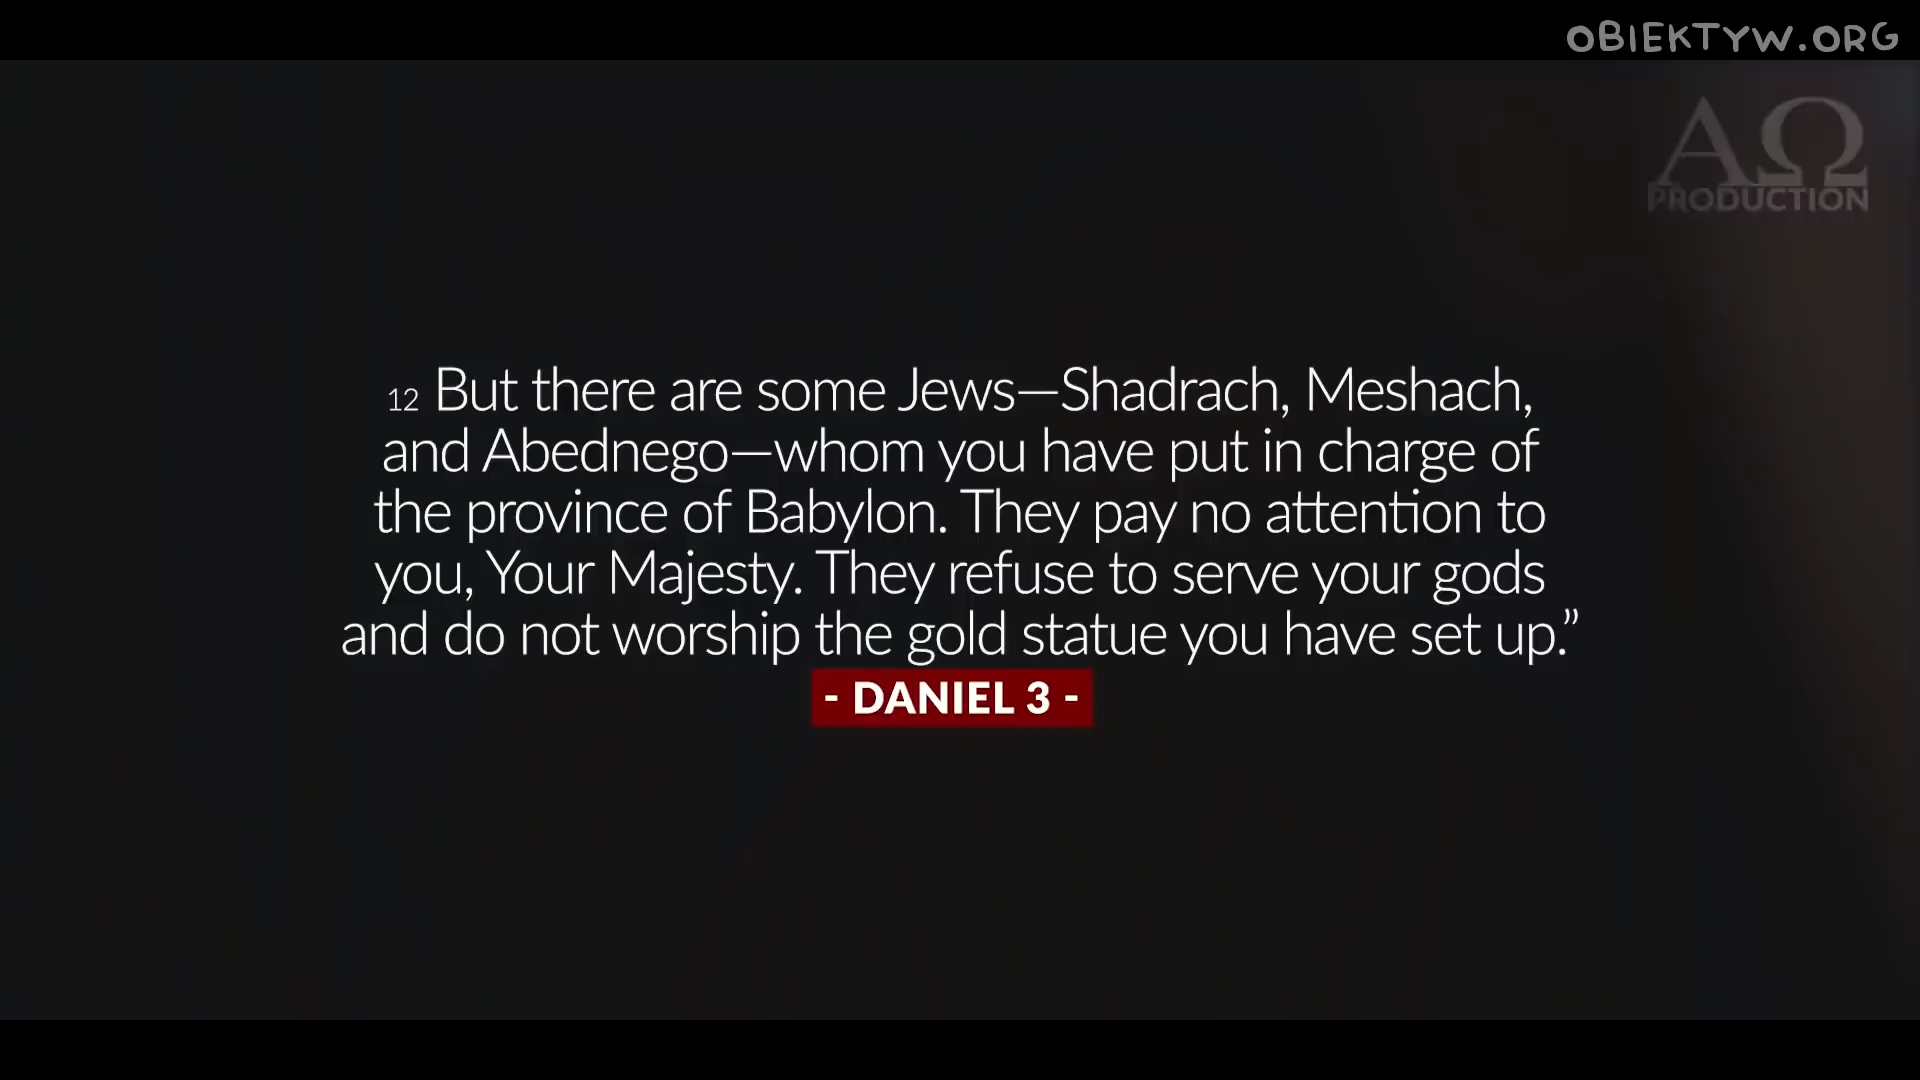 OBIEKTYW.ORG
ΑΩ
PRODUCTION
12 But there are some Jews—Shadrach, Meshach,
and Abednego—whom you have put in charge of
the province of Babylon. They pay no attention to
you, Your Majesty. They refuse to serve your gods
and do not worship the gold statue you have set up.”
- DANIEL 3 -